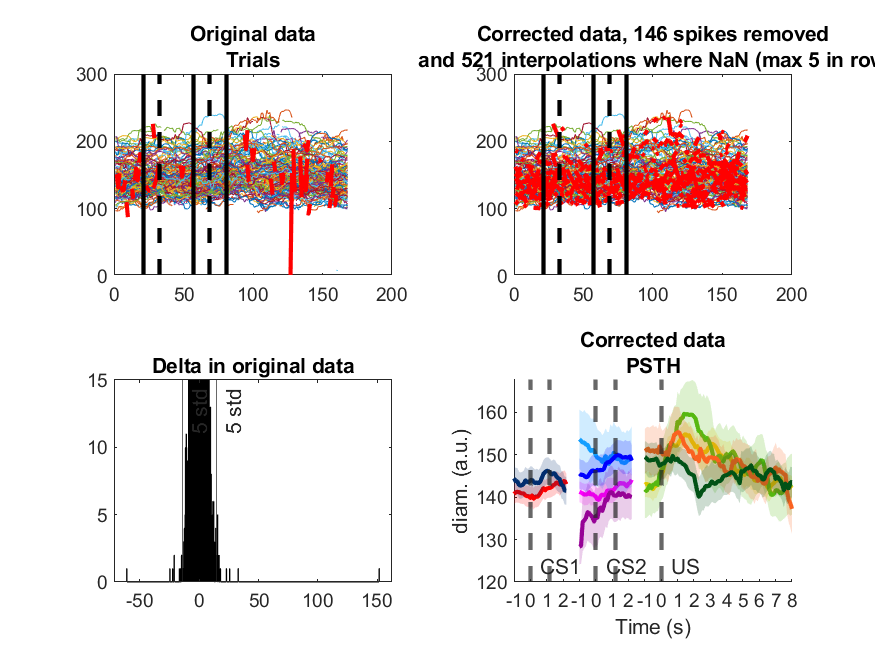 Original data
Trials
300
200
100
0
0
50
100
150
200
Corrected data, 146 spikes removed
and 521 interpolations where NaN (max 5 in row
300
200
100
0
0
50
100
150
200
Delta in original data
15
10
5
0
5 std
5 std
-50
0
50
100
150
Corrected data
PSTH
diam. (a.u.)
160
150
140
130
120
CS1
CS2
US
-1 0 1 2 -1 0 1 2 -1 0 1 2 3 4 5 6 7 8
Time (s)